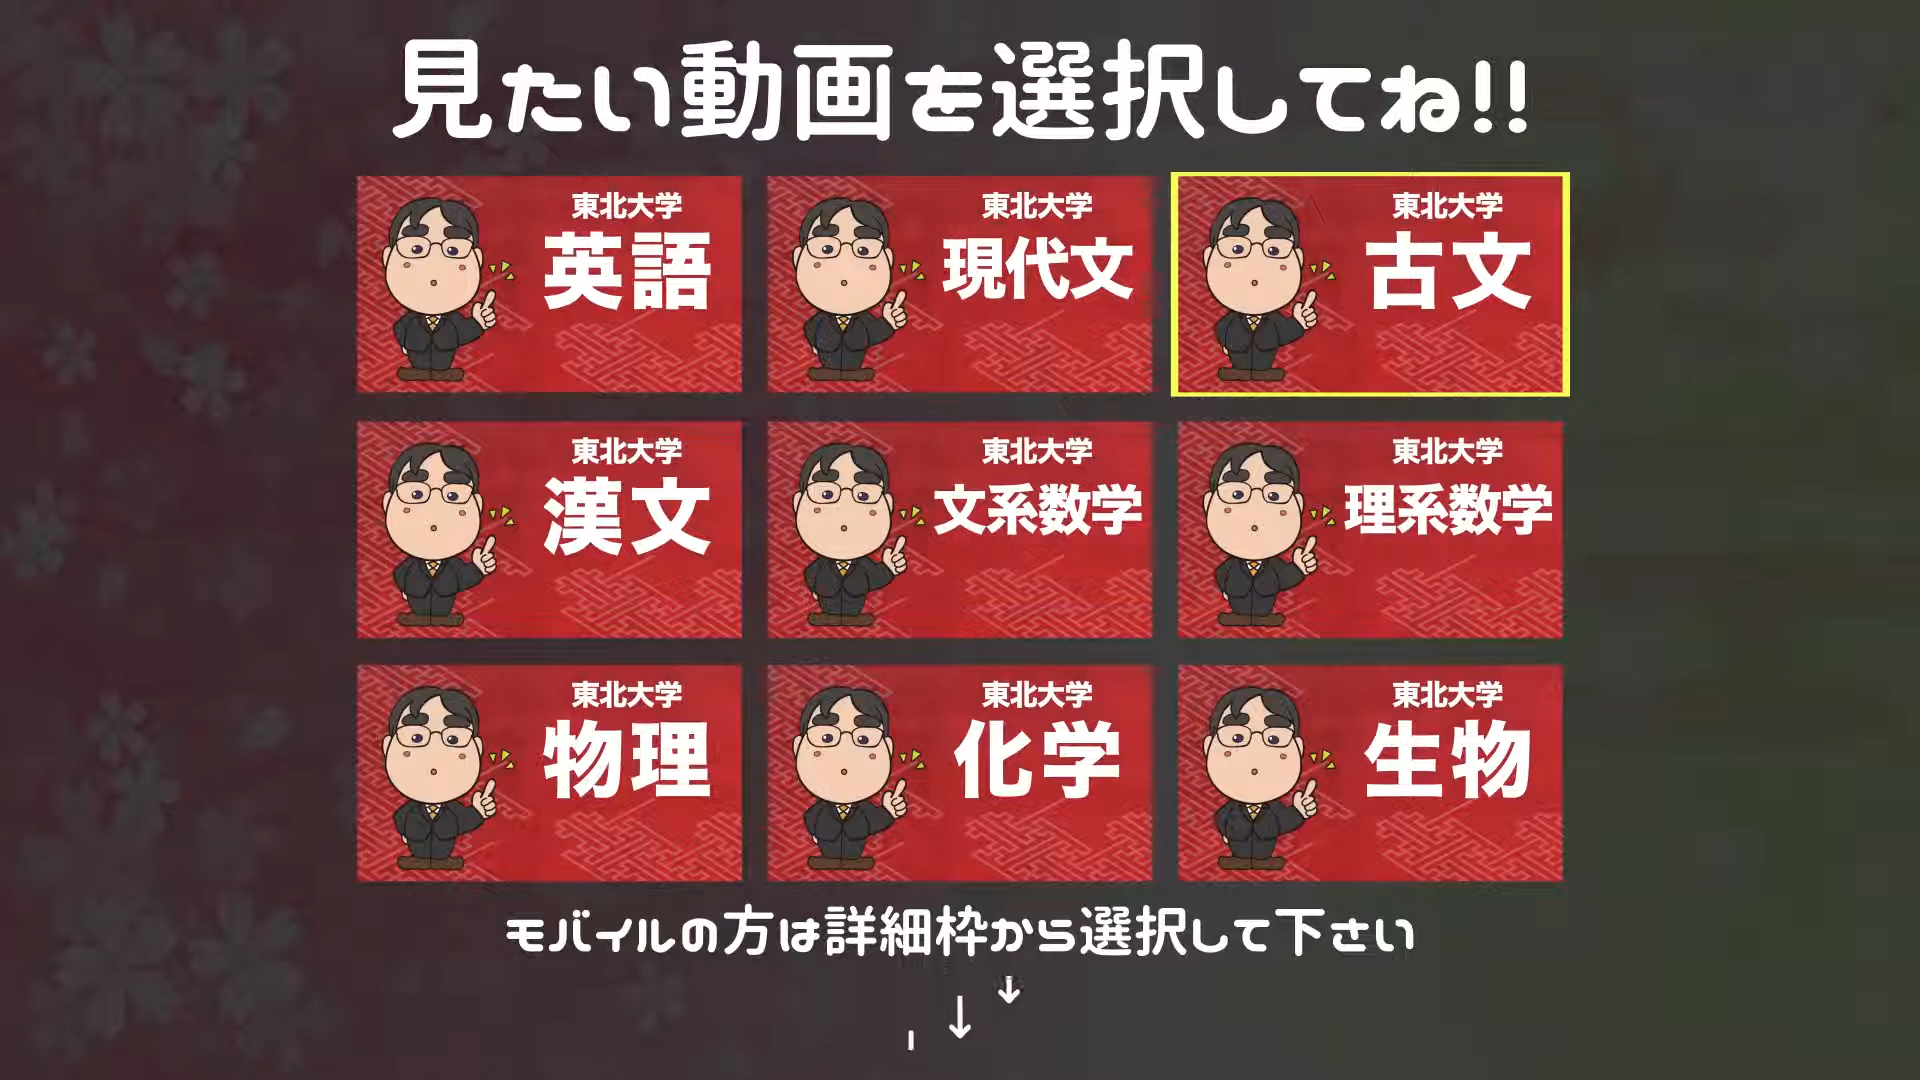 見たい動画を選択してね!!
東北大学
英語
東北大学
現代文
東北大学
古文
東北大学
漢文
東北大学
文系数学
東北大学
理系数学
東北大学
物理
東北大学
化学
東北大学
生物
モバイルの方は詳細枠から選択して下さい